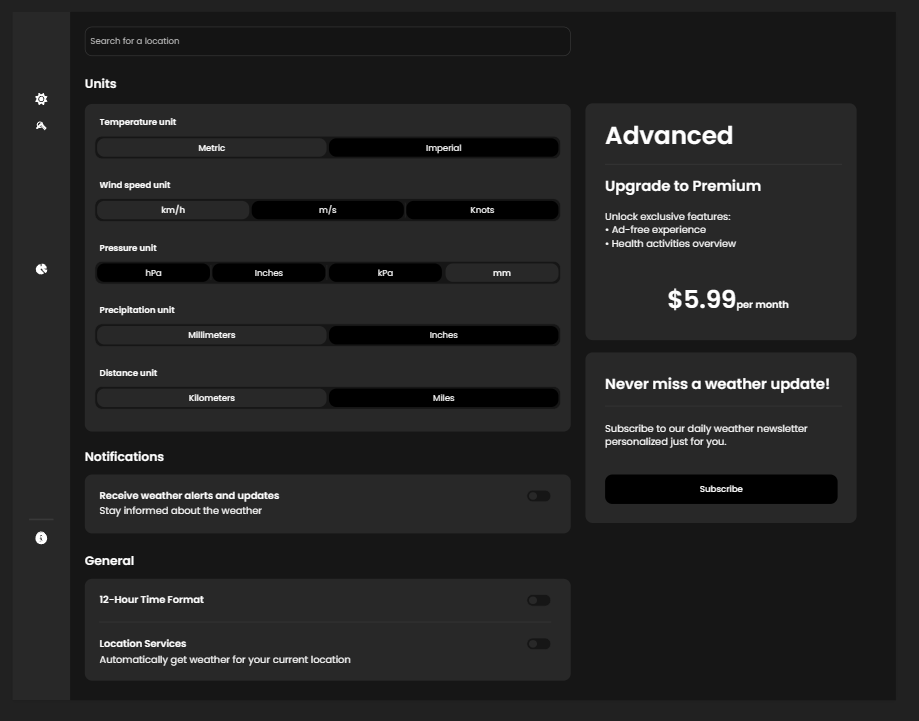 Search for a location
Units
Temperature unit
Metric
Imperial
Wind speed unit
km/h
m/s
Knots
Pressure unit
hPa
Inches
kPa
mm
Precipitation unit
Millimeters
Inches
Distance unit
Kilometers
Miles
Notifications
Receive weather alerts and updates
Stay informed about the weather
General
12-Hour Time Format
Location Services
Automatically get weather for your current location
Advanced
Upgrade to Premium
Unlock exclusive features:
• Ad-free experience
• Health activities overview
$5.99per month
Never miss a weather update!
Subscribe to our daily weather newsletter
personalized just for you.
Subscribe